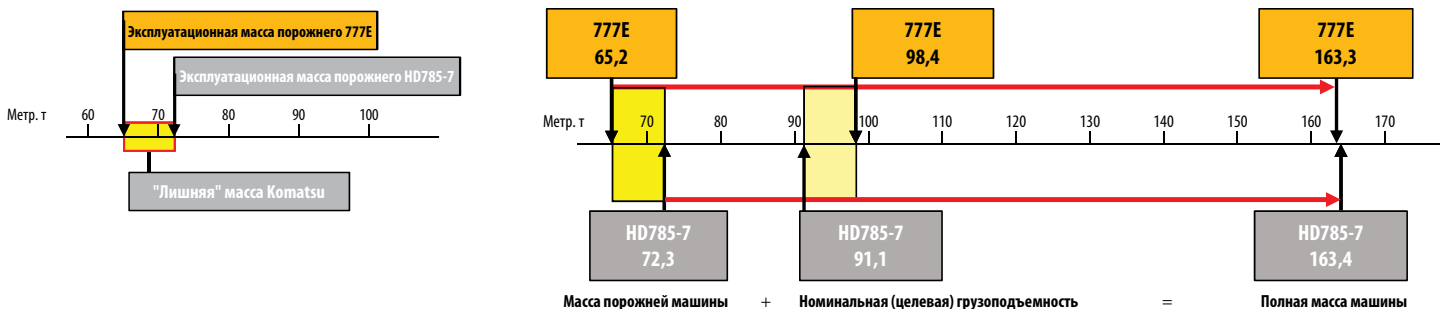 Эксплуатационная масса порожнего 777E
Эксплуатационная масса порожнего HD785-7
Метр. т
60
70
80
90
100
"Лишняя" масса Komatsu
777E
65,2
777E
98,4
777E
163,3
Метр. т
70
80
90
100
110
120
130
140
150
160
170
HD785-7
72,3
HD785-7
91,1
HD785-7
163,4
Масса порожней машины + Номинальная (целевая) грузоподъемность = Полная масса машины